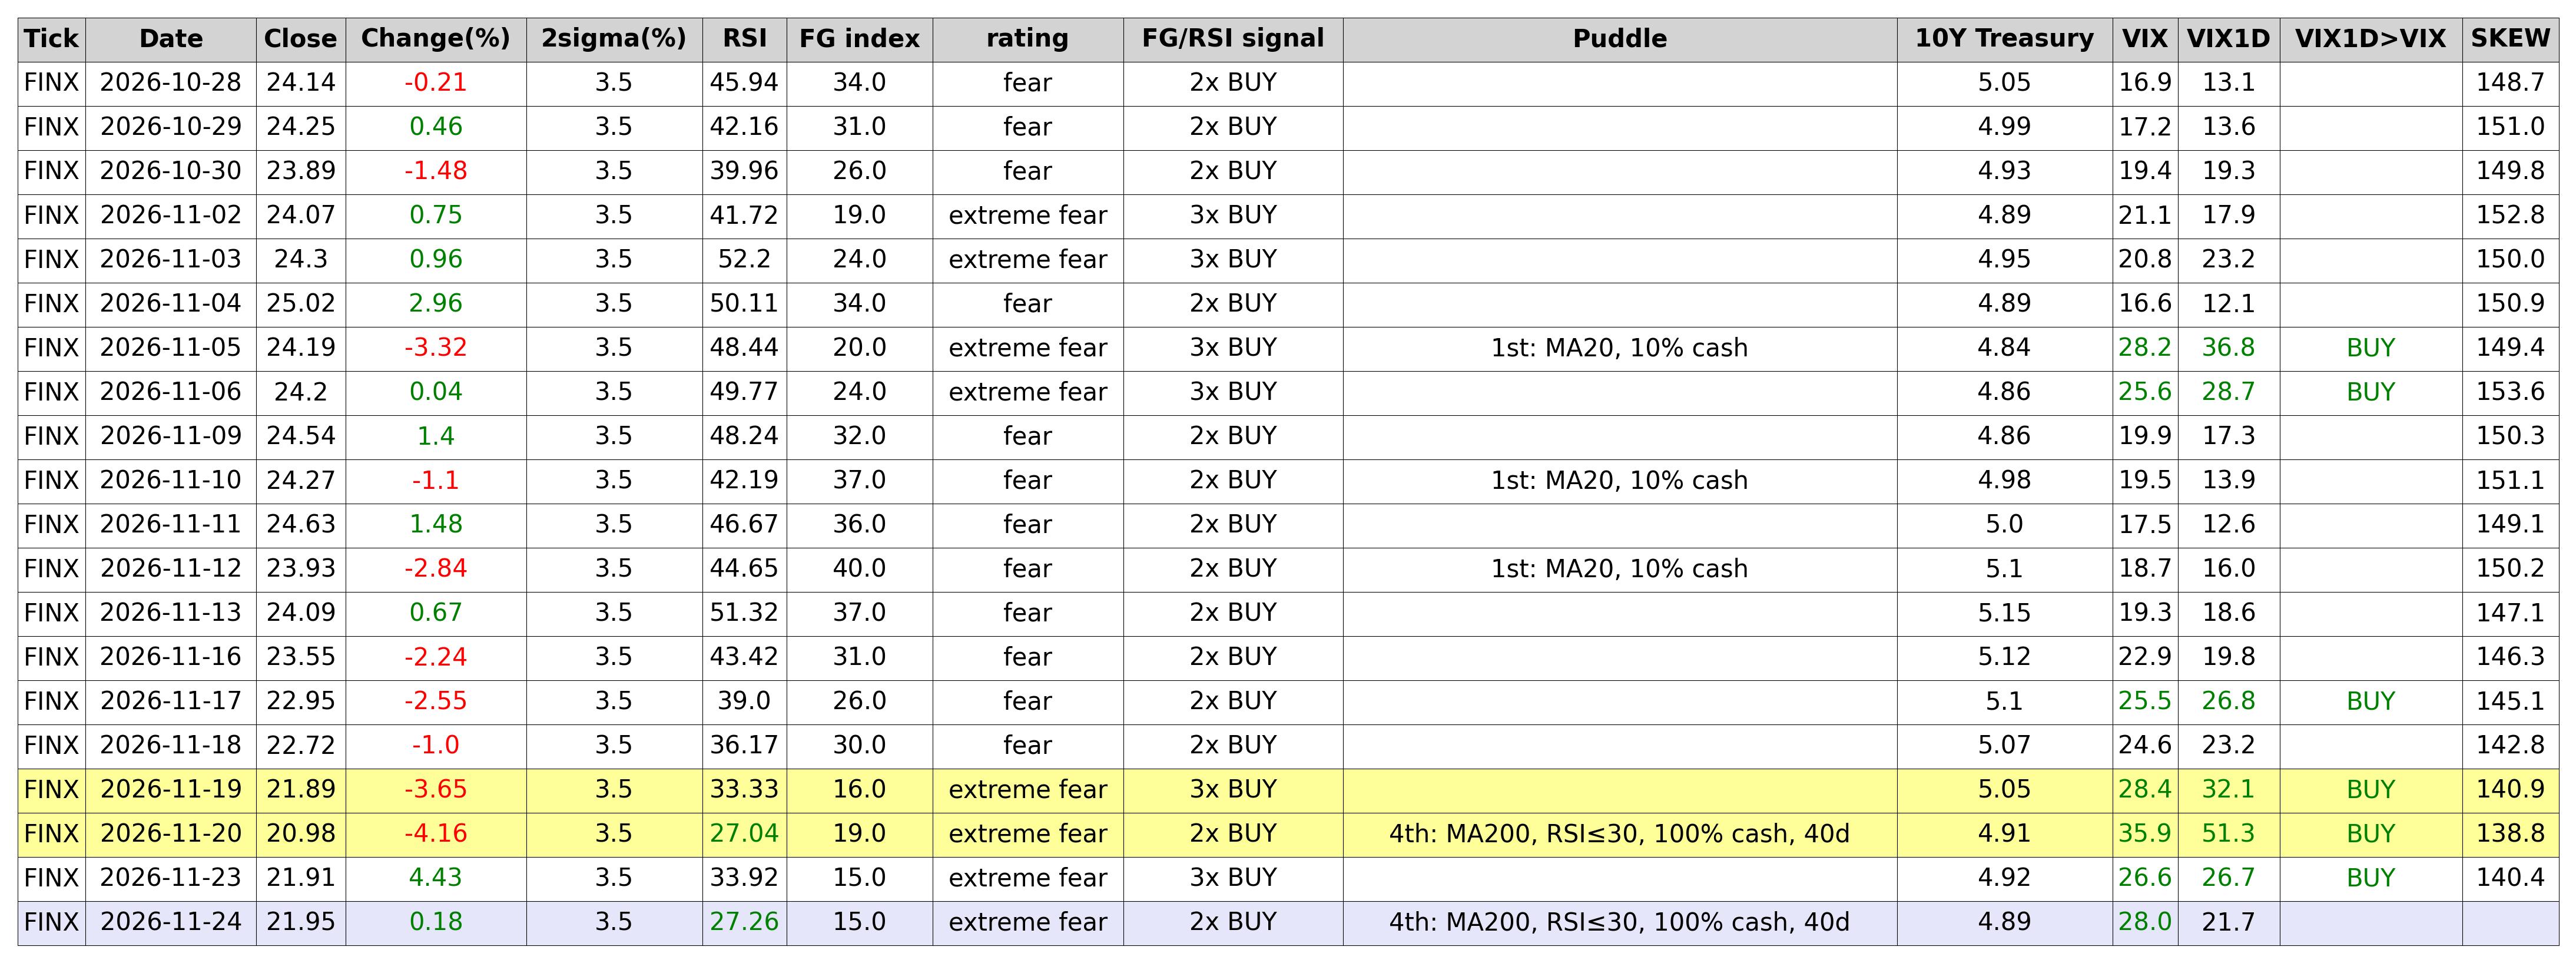 Tick Date Close Change(%) 2sigma(%) RSI FG index rating FG/RSI signal Puddle 10Y Treasury VIX VIX1D VIX1D>VIX SKEW
FINX 2026-10-28 24.14 -0.21 3.5 45.94 34.0 fear 2x BUY 5.05 16.9 13.1 148.7
FINX 2026-10-29 24.25 0.46 3.5 42.16 31.0 fear 2x BUY 4.99 17.2 13.6 151.0
FINX 2026-10-30 23.89 -1.48 3.5 39.96 26.0 fear 2x BUY 4.93 19.4 19.3 149.8
FINX 2026-11-02 24.07 0.75 3.5 41.72 19.0 extreme fear 3x BUY 4.89 21.1 17.9 152.8
FINX 2026-11-03 24.3 0.96 3.5 52.2 24.0 extreme fear 3x BUY 4.95 20.8 23.2 150.0
FINX 2026-11-04 25.02 2.96 3.5 50.11 34.0 fear 2x BUY 4.89 16.6 12.1 150.9
FINX 2026-11-05 24.19 -3.32 3.5 48.44 20.0 extreme fear 3x BUY 1st: MA20, 10% cash 4.84 28.2 36.8 BUY 149.4
FINX 2026-11-06 24.2 0.04 3.5 49.77 24.0 extreme fear 3x BUY 4.86 25.6 28.7 BUY 153.6
FINX 2026-11-09 24.54 1.4 3.5 48.24 32.0 fear 2x BUY 4.86 19.9 17.3 150.3
FINX 2026-11-10 24.27 -1.1 3.5 42.19 37.0 fear 2x BUY 1st: MA20, 10% cash 4.98 19.5 13.9 151.1
FINX 2026-11-11 24.63 1.48 3.5 46.67 36.0 fear 2x BUY 5.0 17.5 12.6 149.1
FINX 2026-11-12 23.93 -2.84 3.5 44.65 40.0 fear 2x BUY 1st: MA20, 10% cash 5.1 18.7 16.0 150.2
FINX 2026-11-13 24.09 0.67 3.5 51.32 37.0 fear 2x BUY 5.15 19.3 18.6 147.1
FINX 2026-11-16 23.55 -2.24 3.5 43.42 31.0 fear 2x BUY 5.12 22.9 19.8 146.3
FINX 2026-11-17 22.95 -2.55 3.5 39.0 26.0 fear 2x BUY 5.1 25.5 26.8 BUY 145.1
FINX 2026-11-18 22.72 -1.0 3.5 36.17 30.0 fear 2x BUY 5.07 24.6 23.2 142.8
FINX 2026-11-19 21.89 -3.65 3.5 33.33 16.0 extreme fear 3x BUY 5.05 28.4 32.1 BUY 140.9
FINX 2026-11-20 20.98 -4.16 3.5 27.04 19.0 extreme fear 2x BUY 4th: MA200, RSI≤30, 100% cash, 40d 4.91 35.9 51.3 BUY 138.8
FINX 2026-11-23 21.91 4.43 3.5 33.92 15.0 extreme fear 3x BUY 4.92 26.6 26.7 BUY 140.4
FINX 2026-11-24 21.95 0.18 3.5 27.26 15.0 extreme fear 2x BUY 4th: MA200, RSI≤30, 100% cash, 40d 4.89 28.0 21.7